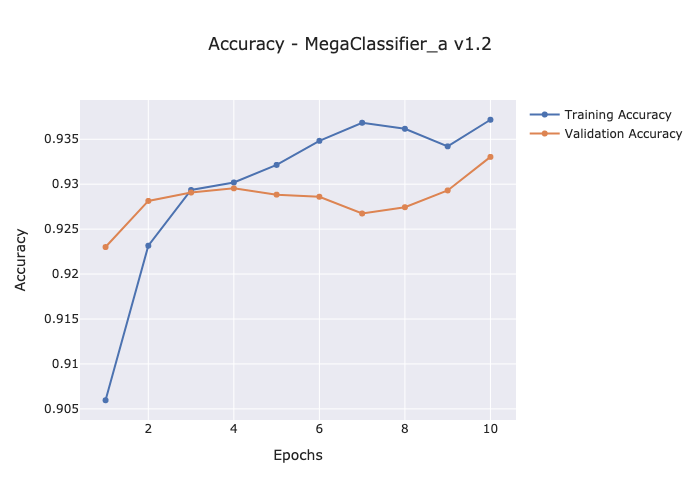 Accuracy - MegaClassifier_a v1.2
Training Accuracy
Validation Accuracy
Accuracy
0.935
0.93
0.925
0.92
0.915
0.91
0.905
2 4 6 8 10
Epochs